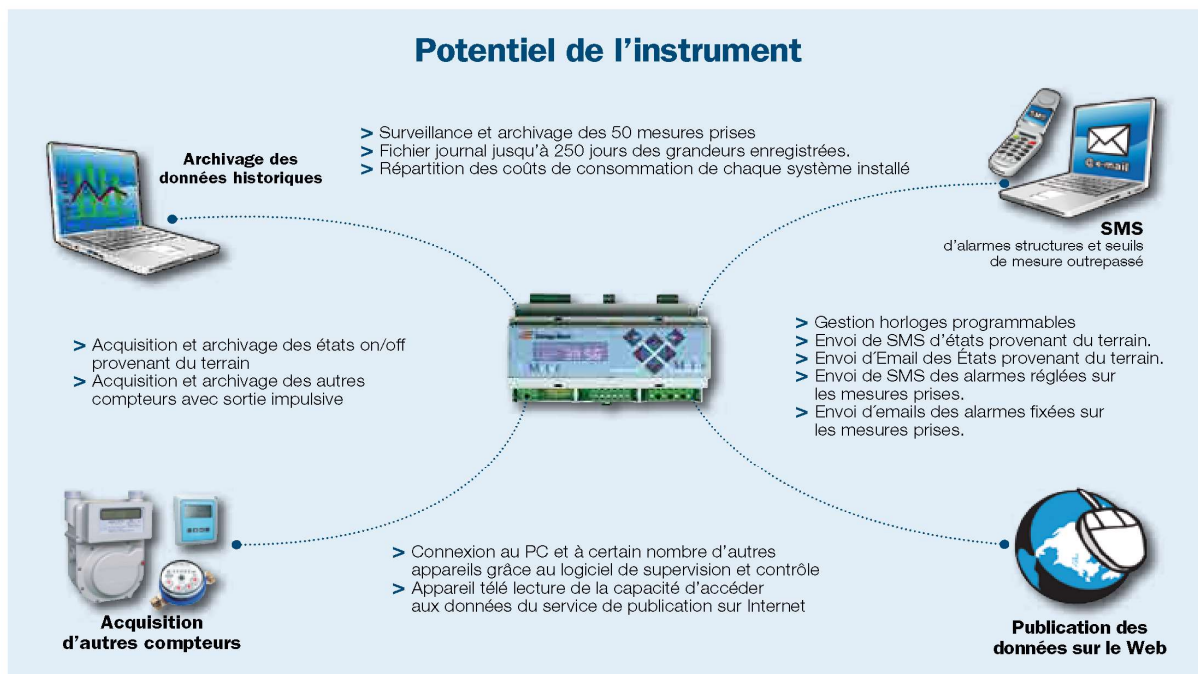 Potentiel de l'instrument
Archivage des
données historiques
> Surveillance et archivage des 50 mesures prises
> Fichier journal jusqu'à 250 jours des grandeurs enregistrées.
> Répartition des coûts de consommation de chaque système installé
SMS
@ e-mail
SMS
d'alarmes structures et seuils
de mesure outrepassé
> Acquisition et archivage des états on/off
provenant du terrain
> Acquisition et archivage des autres
compteurs avec sortie impulsive
> Gestion horloges programmables
> Envoi de SMS d'états provenant du terrain.
> Envoi d´Email des États provenant du terrain.
> Envoi de SMS des alarmes réglées sur
les mesures prises.
> Envoi d´emails des alarmes fixées sur
les mesures prises.
Acquisition
d'autres compteurs
> Connexion au PC et à certain nombre d'autres
appareils grâce au logiciel de supervision et contrôle
> Appareil télé lecture de la capacité d'accéder
aux données du service de publication sur Internet
Publication des
données sur le Web